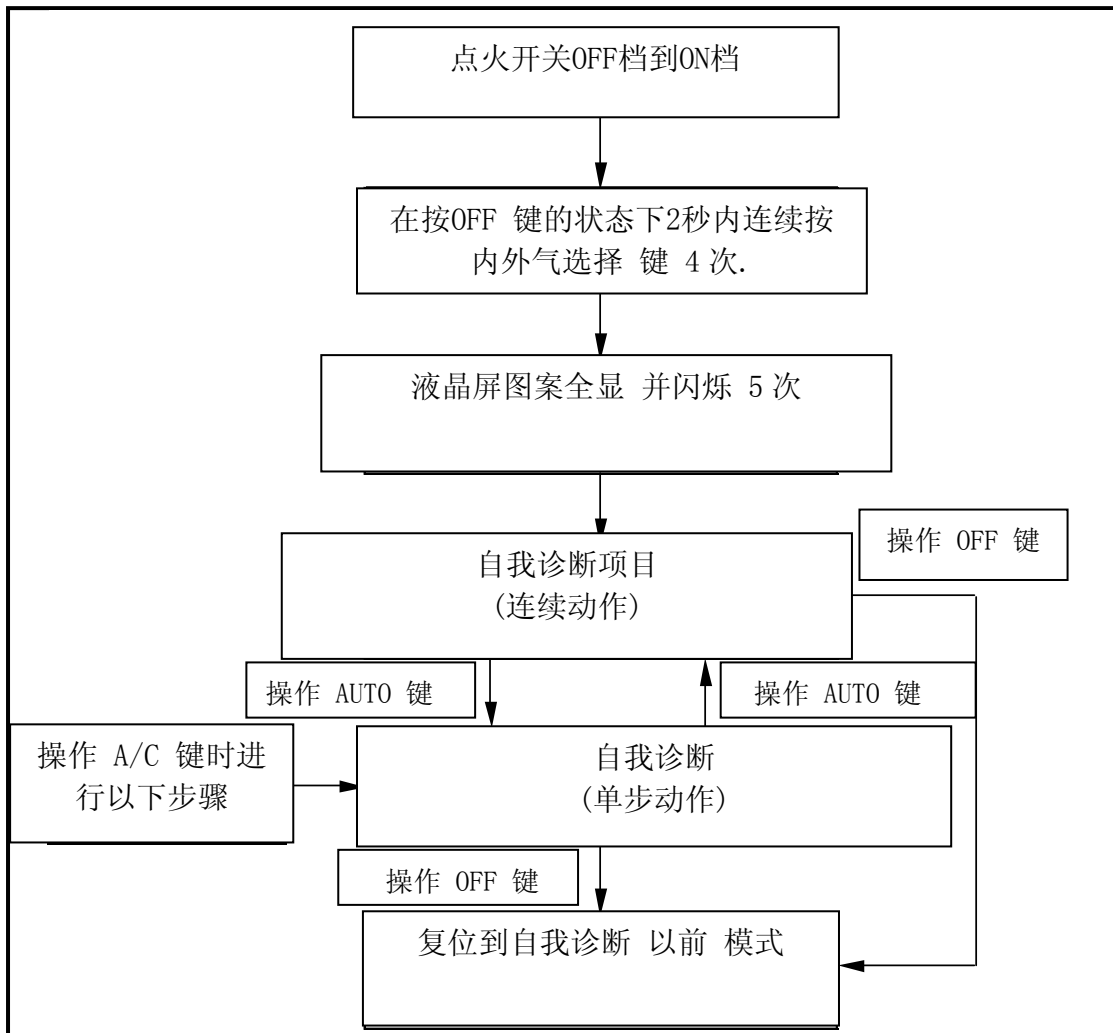 点火开关OFF档到ON档
在按OFF 键的状态下2秒内连续按
内外气选择 键 4次.
液晶屏图案全显 并闪烁 5次
操作 OFF 键
自我诊断项目
(连续动作)
操作 AUTO 键
操作 AUTO 键
操作 A/C 键时进
行以下步骤
自我诊断
(单步动作)
操作 OFF 键
复位到自我诊断 以前 模式